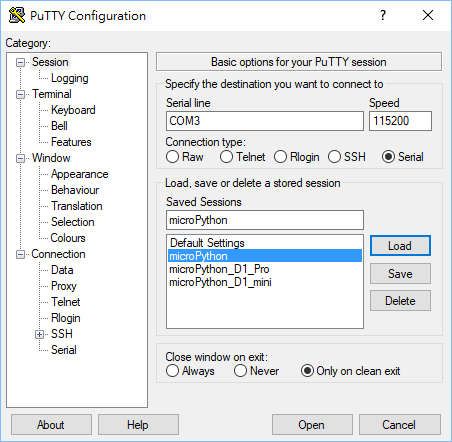 PuTTY Configuration
?
Category:
Session
Logging
Terminal
Keyboard
Bell
Features
Window
Appearance
Behaviour
Translation
Selection
Colours
Connection
Data
Proxy
Telnet
Rlogin
SSH
Serial
Basic options for your PuTTY session
Specify the destination you want to connect to
Serial line Speed
COM3 115200
Connection type:
Raw Telnet Rlogin SSH Serial
Load, save or delete a stored session
Saved Sessions
microPython
Default Settings
microPython
microPython_D1_Pro
microPython_D1_mini
Load
Save
Delete
Close window on exit:
Always Never Only on clean exit
About Help Open Cancel